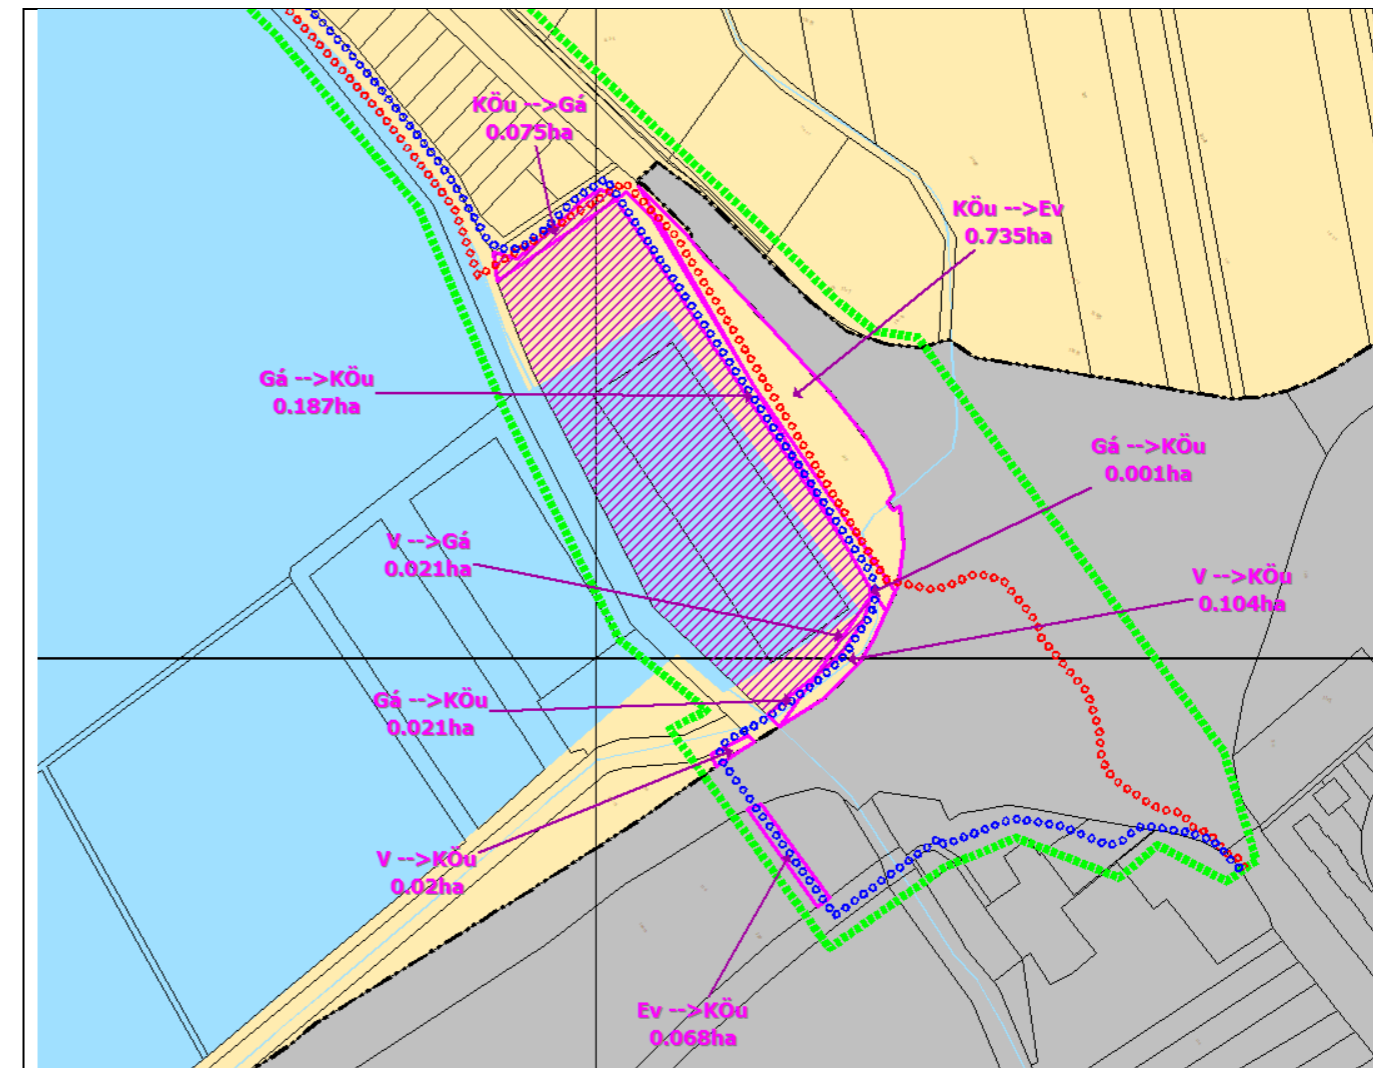 KÖu -->Gá
0.075ha
KÖu -->Ev
0.735ha
Gá -->KÖu
0.187ha
Gá -->KÖu
0.001ha
V -->Gá
0.021ha
V -->KÖu
0.104ha
Gá -->KÖu
0.021ha
V -->KÖu
0.02ha
Ev -->KÖu
0.068ha